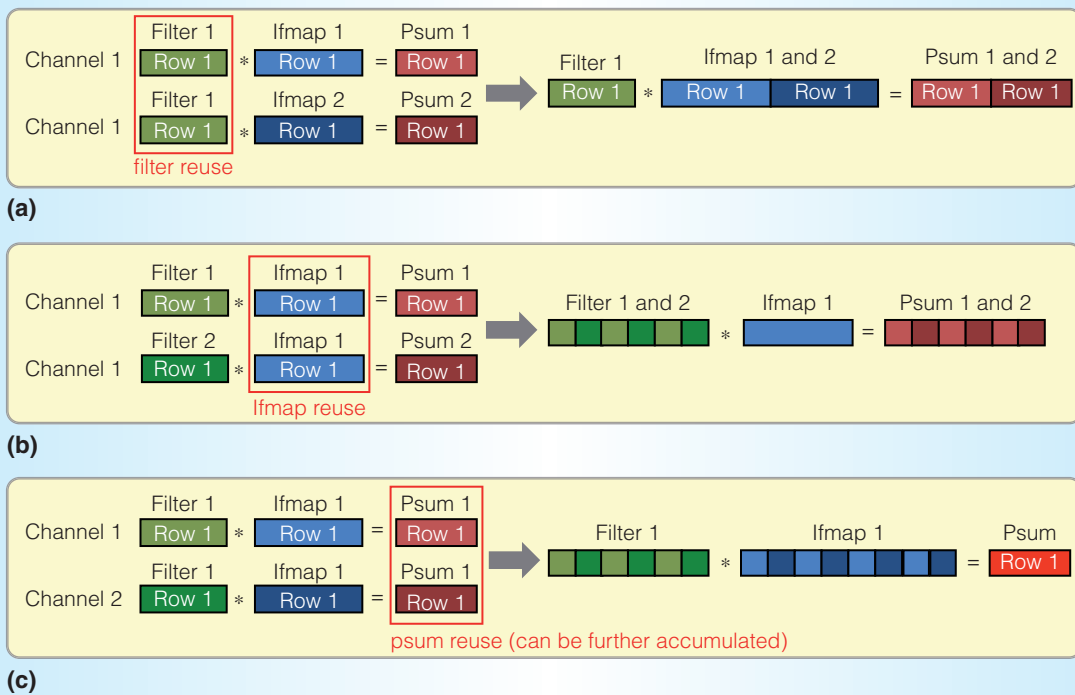 Filter 1 Ifmap 1 Psum 1
Channel 1 Row 1 * Row 1 = Row 1
Filter 1 Ifmap 2 Psum 2
Channel 1 Row 1 * Row 1 = Row 1
filter reuse
Filter 1 Ifmap 1 and 2 Psum 1 and 2
Row 1 * Row 1 Row 1 = Row 1 Row 1
(a)
Filter 1 Ifmap 1 Psum 1
Channel 1 Row 1 * Row 1 = Row 1
Filter 2 Ifmap 1 Psum 2
Channel 1 Row 1 * Row 1 = Row 1
Ifmap reuse
Filter 1 and 2 Ifmap 1 Psum 1 and 2
* =
(b)
Filter 1 Ifmap 1 Psum 1
Channel 1 Row 1 * Row 1 = Row 1
Filter 1 Ifmap 1 Psum 1
Channel 2 Row 1 * Row 1 = Row 1
psum reuse (can be further accumulated)
Filter 1 Ifmap 1 Psum
* = Row 1
(c)